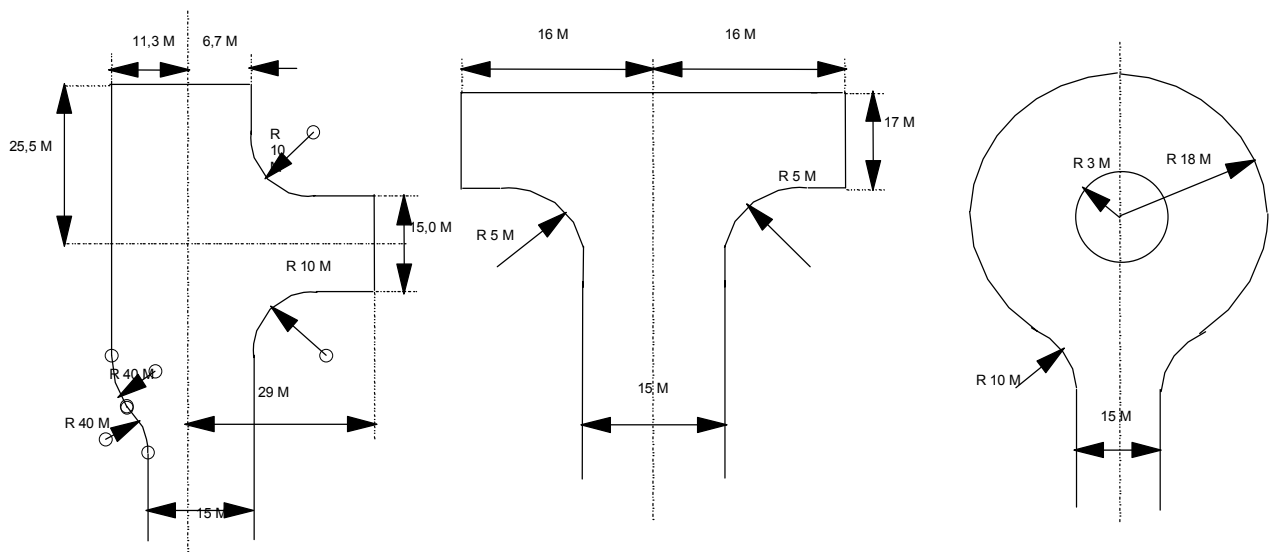 11,3 M
6,7 M
25,5 M
R
10
15,0 M
R 10 M
R 40 M
R 40 M
29 M
15 M
16 M
16 M
17 M
R 5 M
R 5 M
15 M
R 3 M
R 18 M
R 10 M
15 M